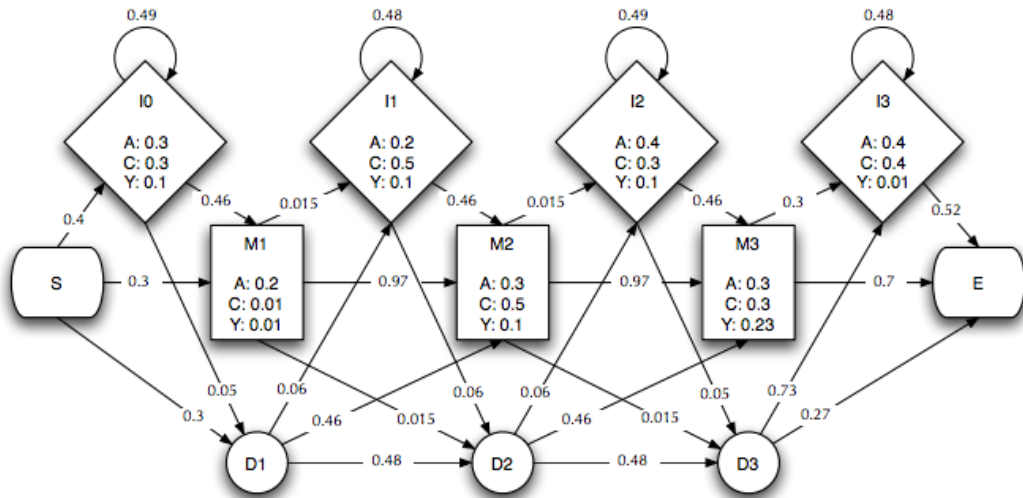 0.49 0.48 0.49 0.48
I0 I1 I2 I3
A: 0.3 A: 0.2 A: 0.4 A: 0.4
C: 0.3 C: 0.5 C: 0.3 C: 0.4
Y: 0.1 Y: 0.1 Y: 0.1 Y: 0.01
0.4 0.46 0.015 0.46 0.015 0.46 0.3 0.52
M1 M2 M3
S 0.3 A: 0.2 0.97 A: 0.3 0.97 A: 0.3 0.7 E
C: 0.01 C: 0.5 C: 0.3
Y: 0.01 Y: 0.1 Y: 0.23
0.05 0.06 0.06 0.06 0.05 0.73
0.3 0.46 0.015 0.46 0.015 0.27
D1 0.48 D2 0.48 D3